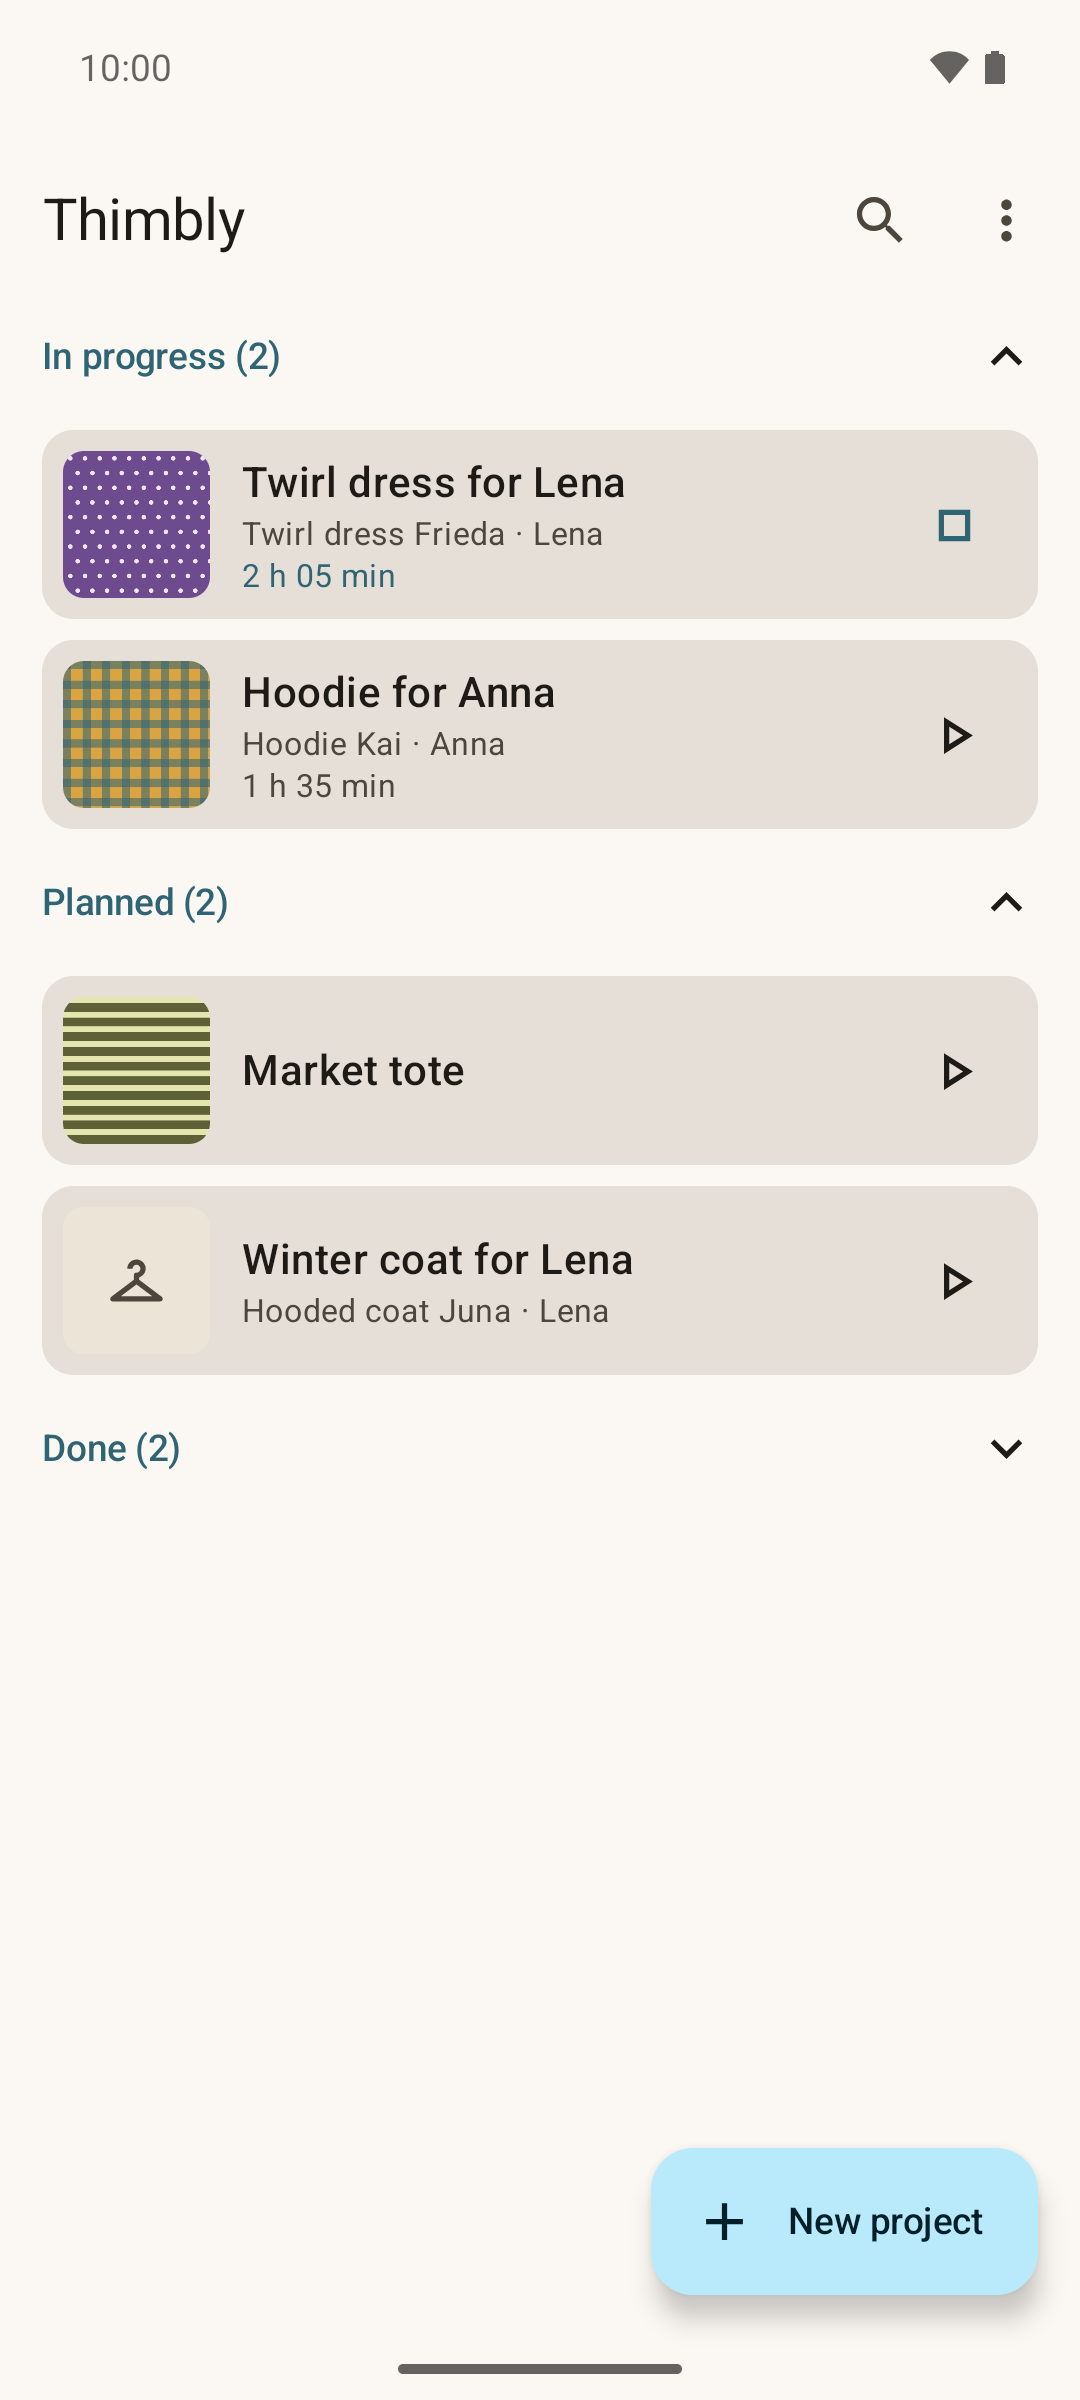 10:00
Thimbly
In progress (2)
Twirl dress for Lena
Twirl dress Frieda · Lena
2 h 05 min
Hoodie for Anna
Hoodie Kai · Anna
1 h 35 min
Planned (2)
Market tote
Winter coat for Lena
Hooded coat Juna · Lena
Done (2)
New project